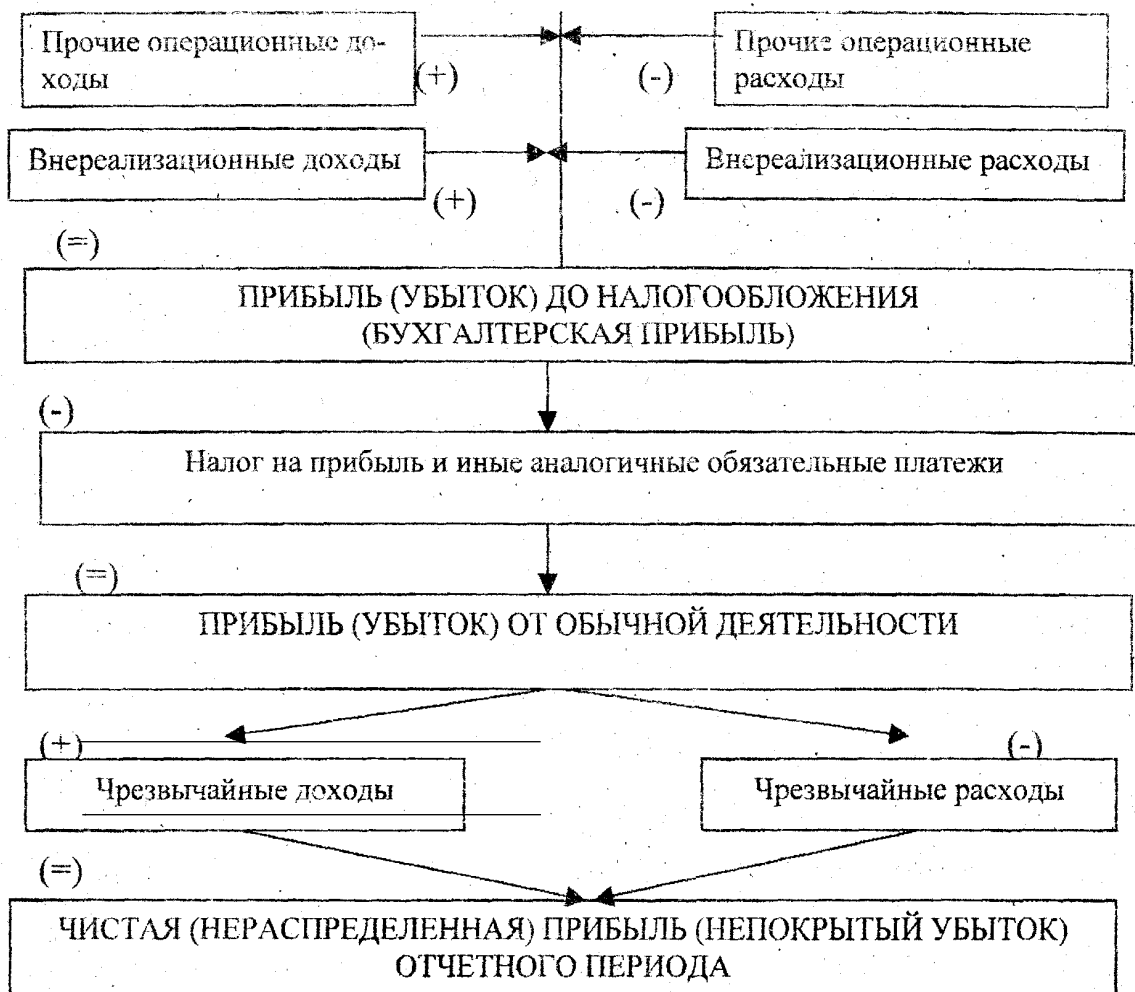 Прочие операционные до-
ходы
(+)
(-)
Прочие операционные
расходы
Внереализационные доходы
(+)
(-)
Внереализационные расходы
(=)
ПРИБЫЛЬ (УБЫТОК) ДО НАЛОГООБЛОЖЕНИЯ
(БУХГАЛТЕРСКАЯ ПРИБЫЛЬ)
(-)
Налог на прибыль и иные аналогичные обязательные платежи
(=)
ПРИБЫЛЬ (УБЫТОК) ОТ ОБЫЧНОЙ ДЕЯТЕЛЬНОСТИ
(+)
(-)
Чрезвычайные доходы
Чрезвычайные расходы
(=)
ЧИСТАЯ (НЕРАСПРЕДЕЛЕННАЯ) ПРИБЫЛЬ (НЕПОКРЫТЫЙ УБЫТОК)
ОТЧЕТНОГО ПЕРИОДА